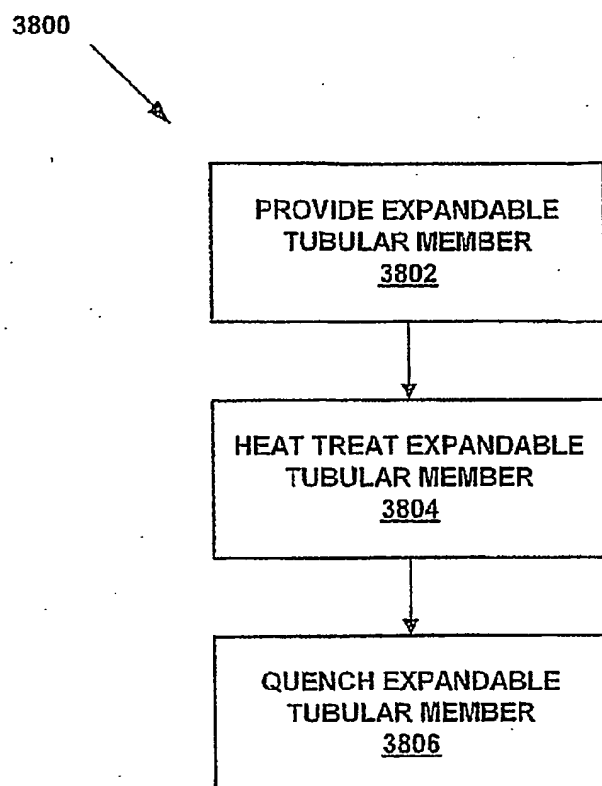 3800
PROVIDE EXPANDABLE
TUBULAR MEMBER
3802
HEAT TREAT EXPANDABLE
TUBULAR MEMBER
3804
QUENCH EXPANDABLE
TUBULAR MEMBER
3806